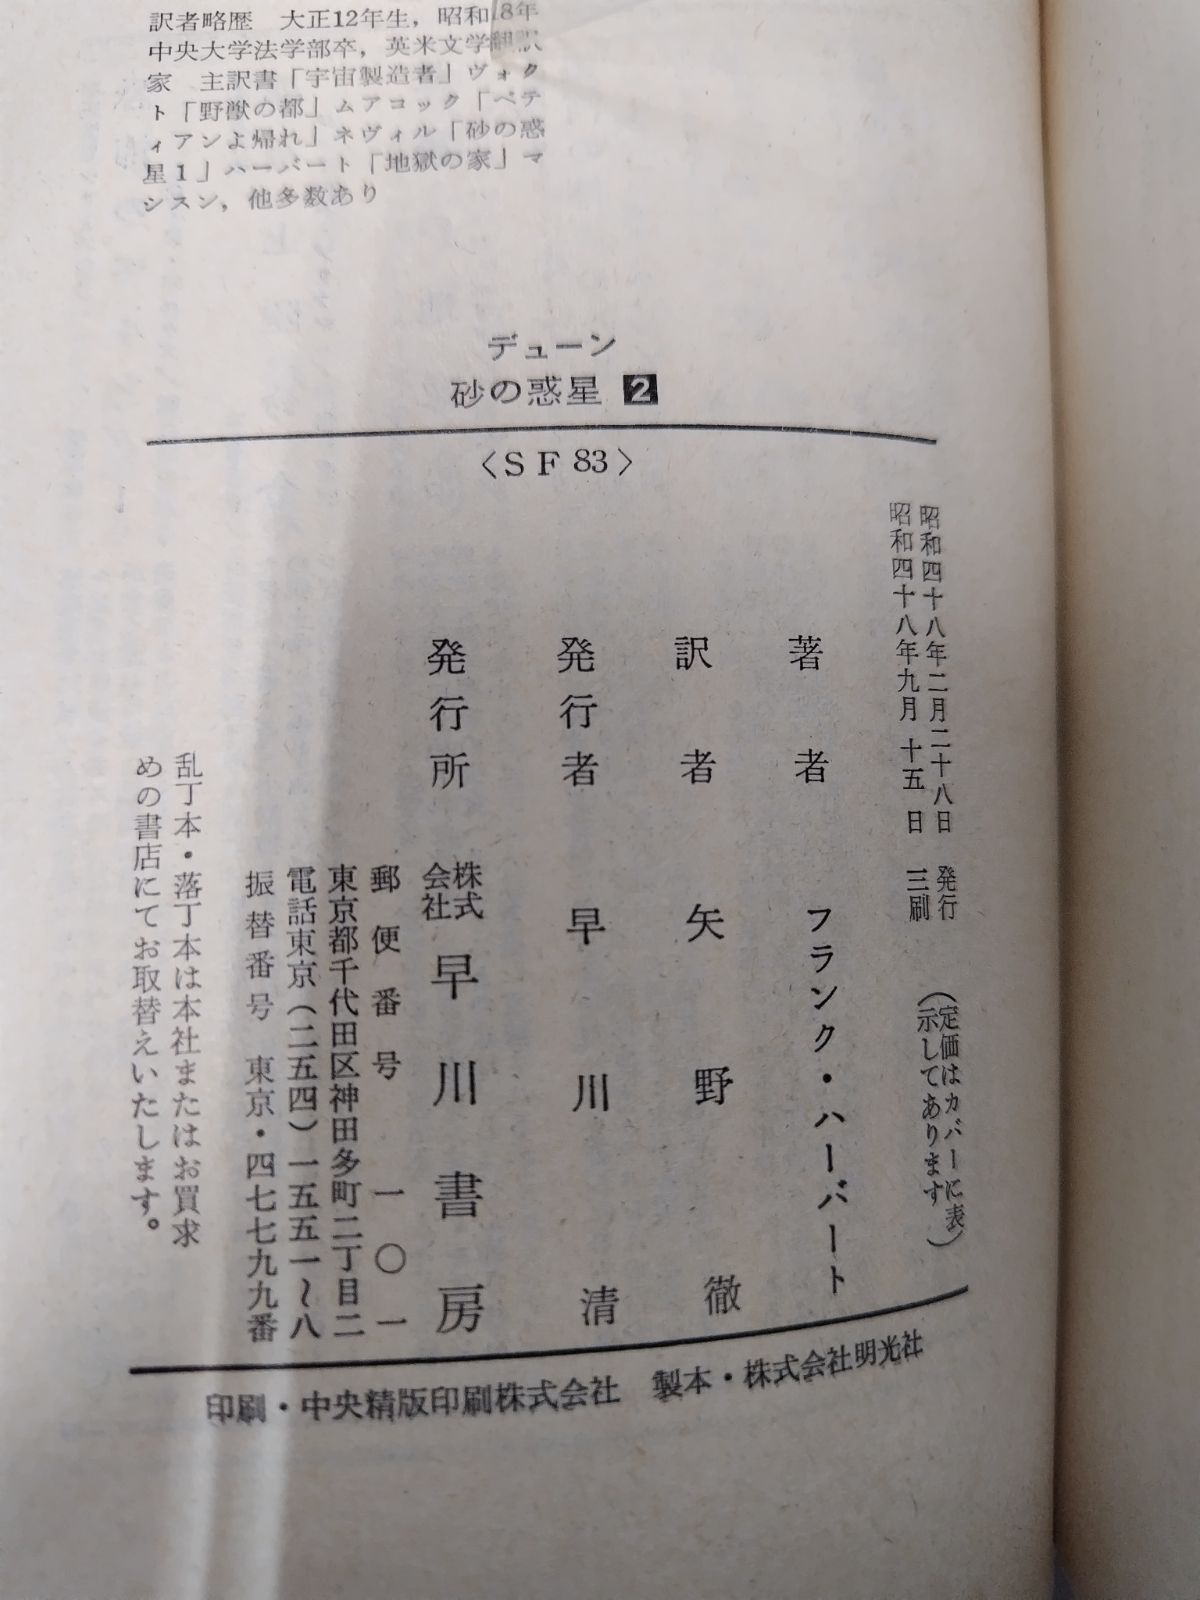 訳者略歴　大正12年生，昭和18年
中央大学法学部卒，英米文学翻訳
家　主訳書「宇宙製造者」ヴォク
ト「野獣の都」ムアコック「ペテ
ィアンよ帰れ」ネヴィル「砂の惑
星1」ハーバート「地獄の家」マ
シスン，他多数あり
デューン
砂の惑星 2
〈SF83〉
昭和四十八年二月二十八日　発行
昭和四十八年九月　十五　日　三刷
（定価はカバーに表
示してあります）
著者　フランク・ハーバート
訳者　矢野徹
発行者　早川清
発行所　株式会社早川書房
郵便番号　一〇一
東京都千代田区神田多町二丁目二
電話東京（二五四）一五五一〜八
振替番号　東京・四七七九九番
乱丁本・落丁本は本社またはお買求
めの書店にてお取替えいたします。
印刷・中央精版印刷株式会社　製本・株式会社明光社